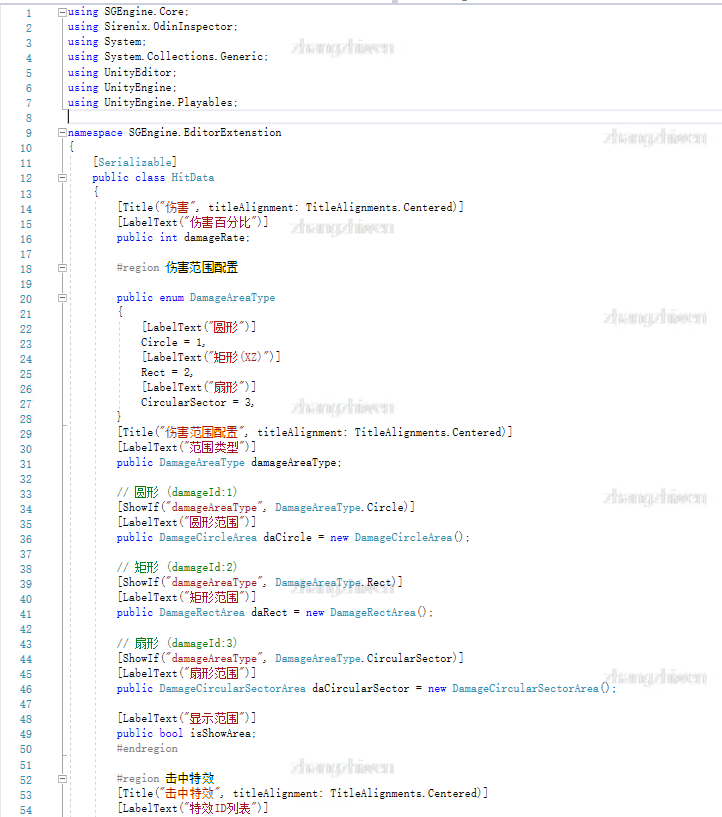 1 using SGEngine.Core;
2 using Sirenix.OdinInspector;
3 using System;
4 using System.Collections.Generic;
5 using UnityEditor;
6 using UnityEngine;
7 using UnityEngine.Playables;
8
9 namespace SGEngine.EditorExtenstion
10 {
11 [Serializable]
12 public class HitData
13 {
14 [Title("伤害", titleAlignment: TitleAlignments.Centered)]
15 [LabelText("伤害百分比")]
16 public int damageRate;
17
18 #region 伤害范围配置
19
20 public enum DamageAreaType
21 {
22 [LabelText("圆形")]
23 Circle = 1,
24 [LabelText("矩形(XZ)")]
25 Rect = 2,
26 [LabelText("扇形")]
27 CircularSector = 3,
28 }
29 [Title("伤害范围配置", titleAlignment: TitleAlignments.Centered)]
30 [LabelText("范围类型")]
31 public DamageAreaType damageAreaType;
32
33 // 圆形 (damageId:1)
34 [ShowIf("damageAreaType", DamageAreaType.Circle)]
35 [LabelText("圆形范围")]
36 public DamageCircleArea daCircle = new DamageCircleArea();
37
38 // 矩形 (damageId:2)
39 [ShowIf("damageAreaType", DamageAreaType.Rect)]
40 [LabelText("矩形范围")]
41 public DamageRectArea daRect = new DamageRectArea();
42
43 // 扇形 (damageId:3)
44 [ShowIf("damageAreaType", DamageAreaType.CircularSector)]
45 [LabelText("扇形范围")]
46 public DamageCircularSectorArea daCircularSector = new DamageCircularSectorArea();
47
48 [LabelText("显示范围")]
49 public bool isShowArea;
50 #endregion
51
52 #region 击中特效
53 [Title("击中特效", titleAlignment: TitleAlignments.Centered)]
54 [LabelText("特效ID列表")]